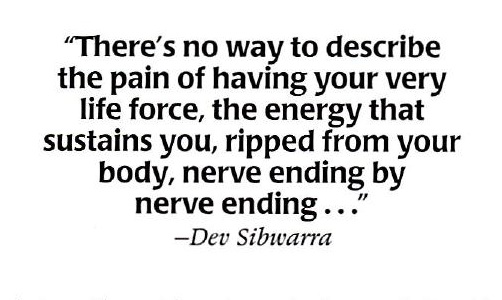 “There’s no way to describe
the pain of having your very
life force, the energy that
sustains you, ripped from your
body, nerve ending by
nerve ending . . .”
–Dev Sibwarra